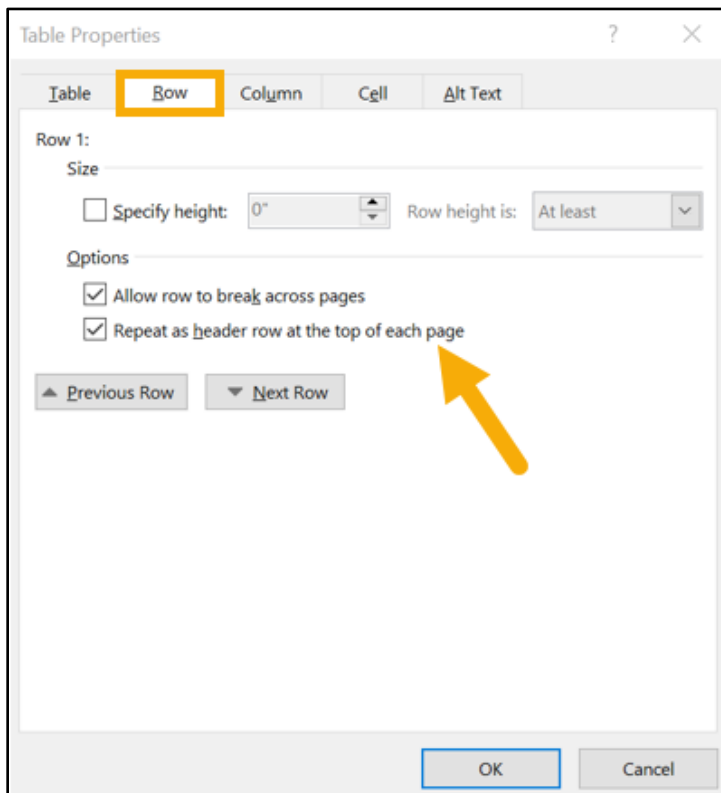 Table Properties ?
Table Row Column Cell Alt Text
Row 1:
Size
Specify height: 0" Row height is: At least
Options
Allow row to break across pages
Repeat as header row at the top of each page
Previous Row Next Row
OK Cancel